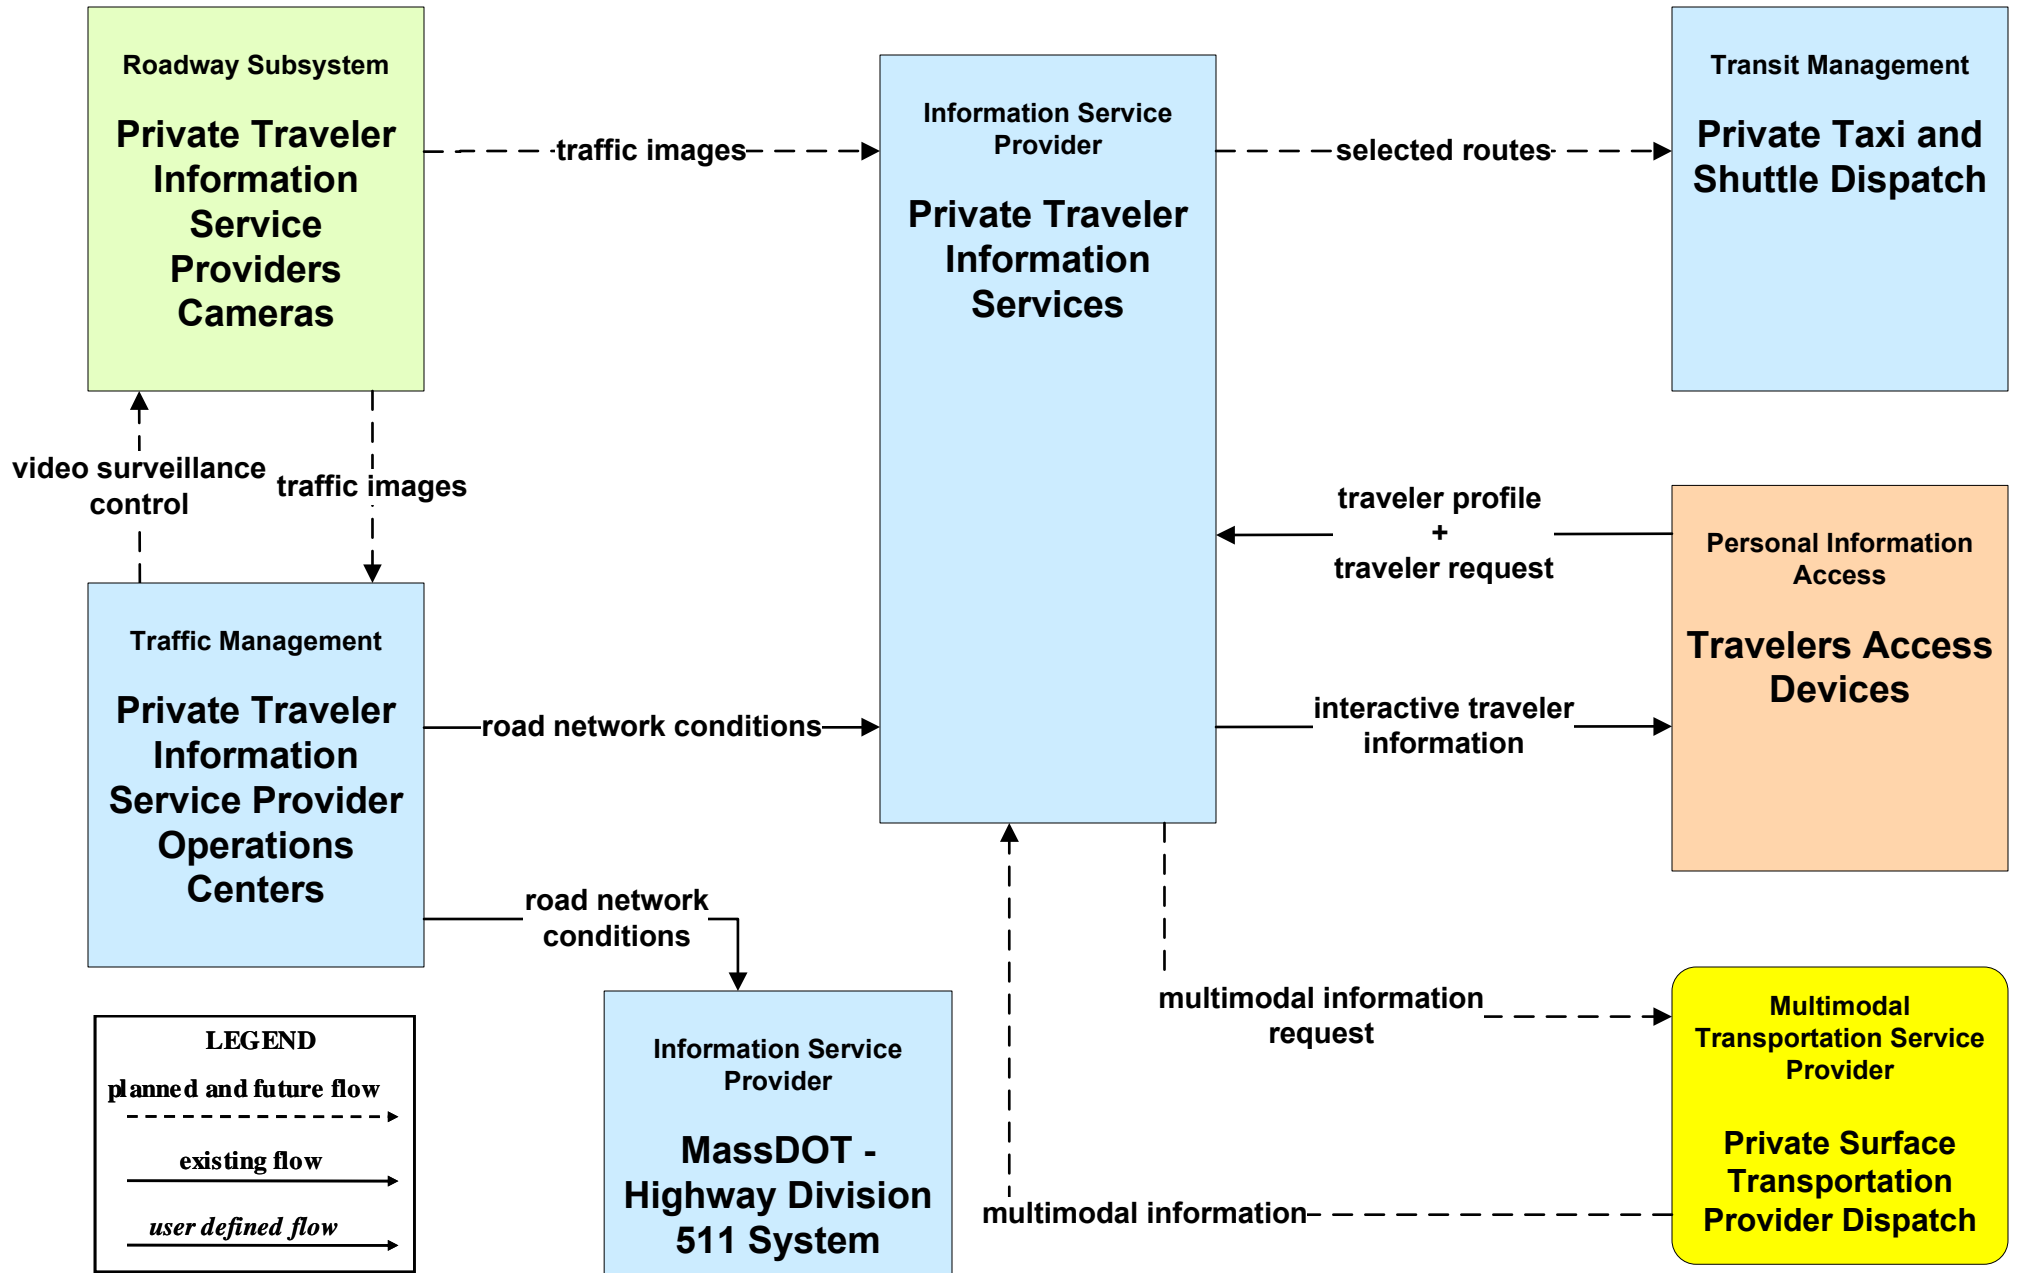 Roadway Subsystem
Private Traveler
Information
Service
Providers
Cameras
traffic images
Information Service
Provider
Private Traveler
Information
Services
selected routes
Transit Management
Private Taxi and
Shuttle Dispatch
video surveillance
control
traffic images
traveler profile
+
traveler request
Personal Information
Access
Travelers Access
Devices
Traffic Management
Private Traveler
Information
Service Provider
Operations
Centers
road network conditions
interactive traveler
information
road network
conditions
multimodal information
request
Multimodal
Transportation Service
Provider
Private Surface
Transportation
Provider Dispatch
LEGEND
planned and future flow
existing flow
user defined flow
Information Service
Provider
MassDOT -
Highway Division
511 System
multimodal information